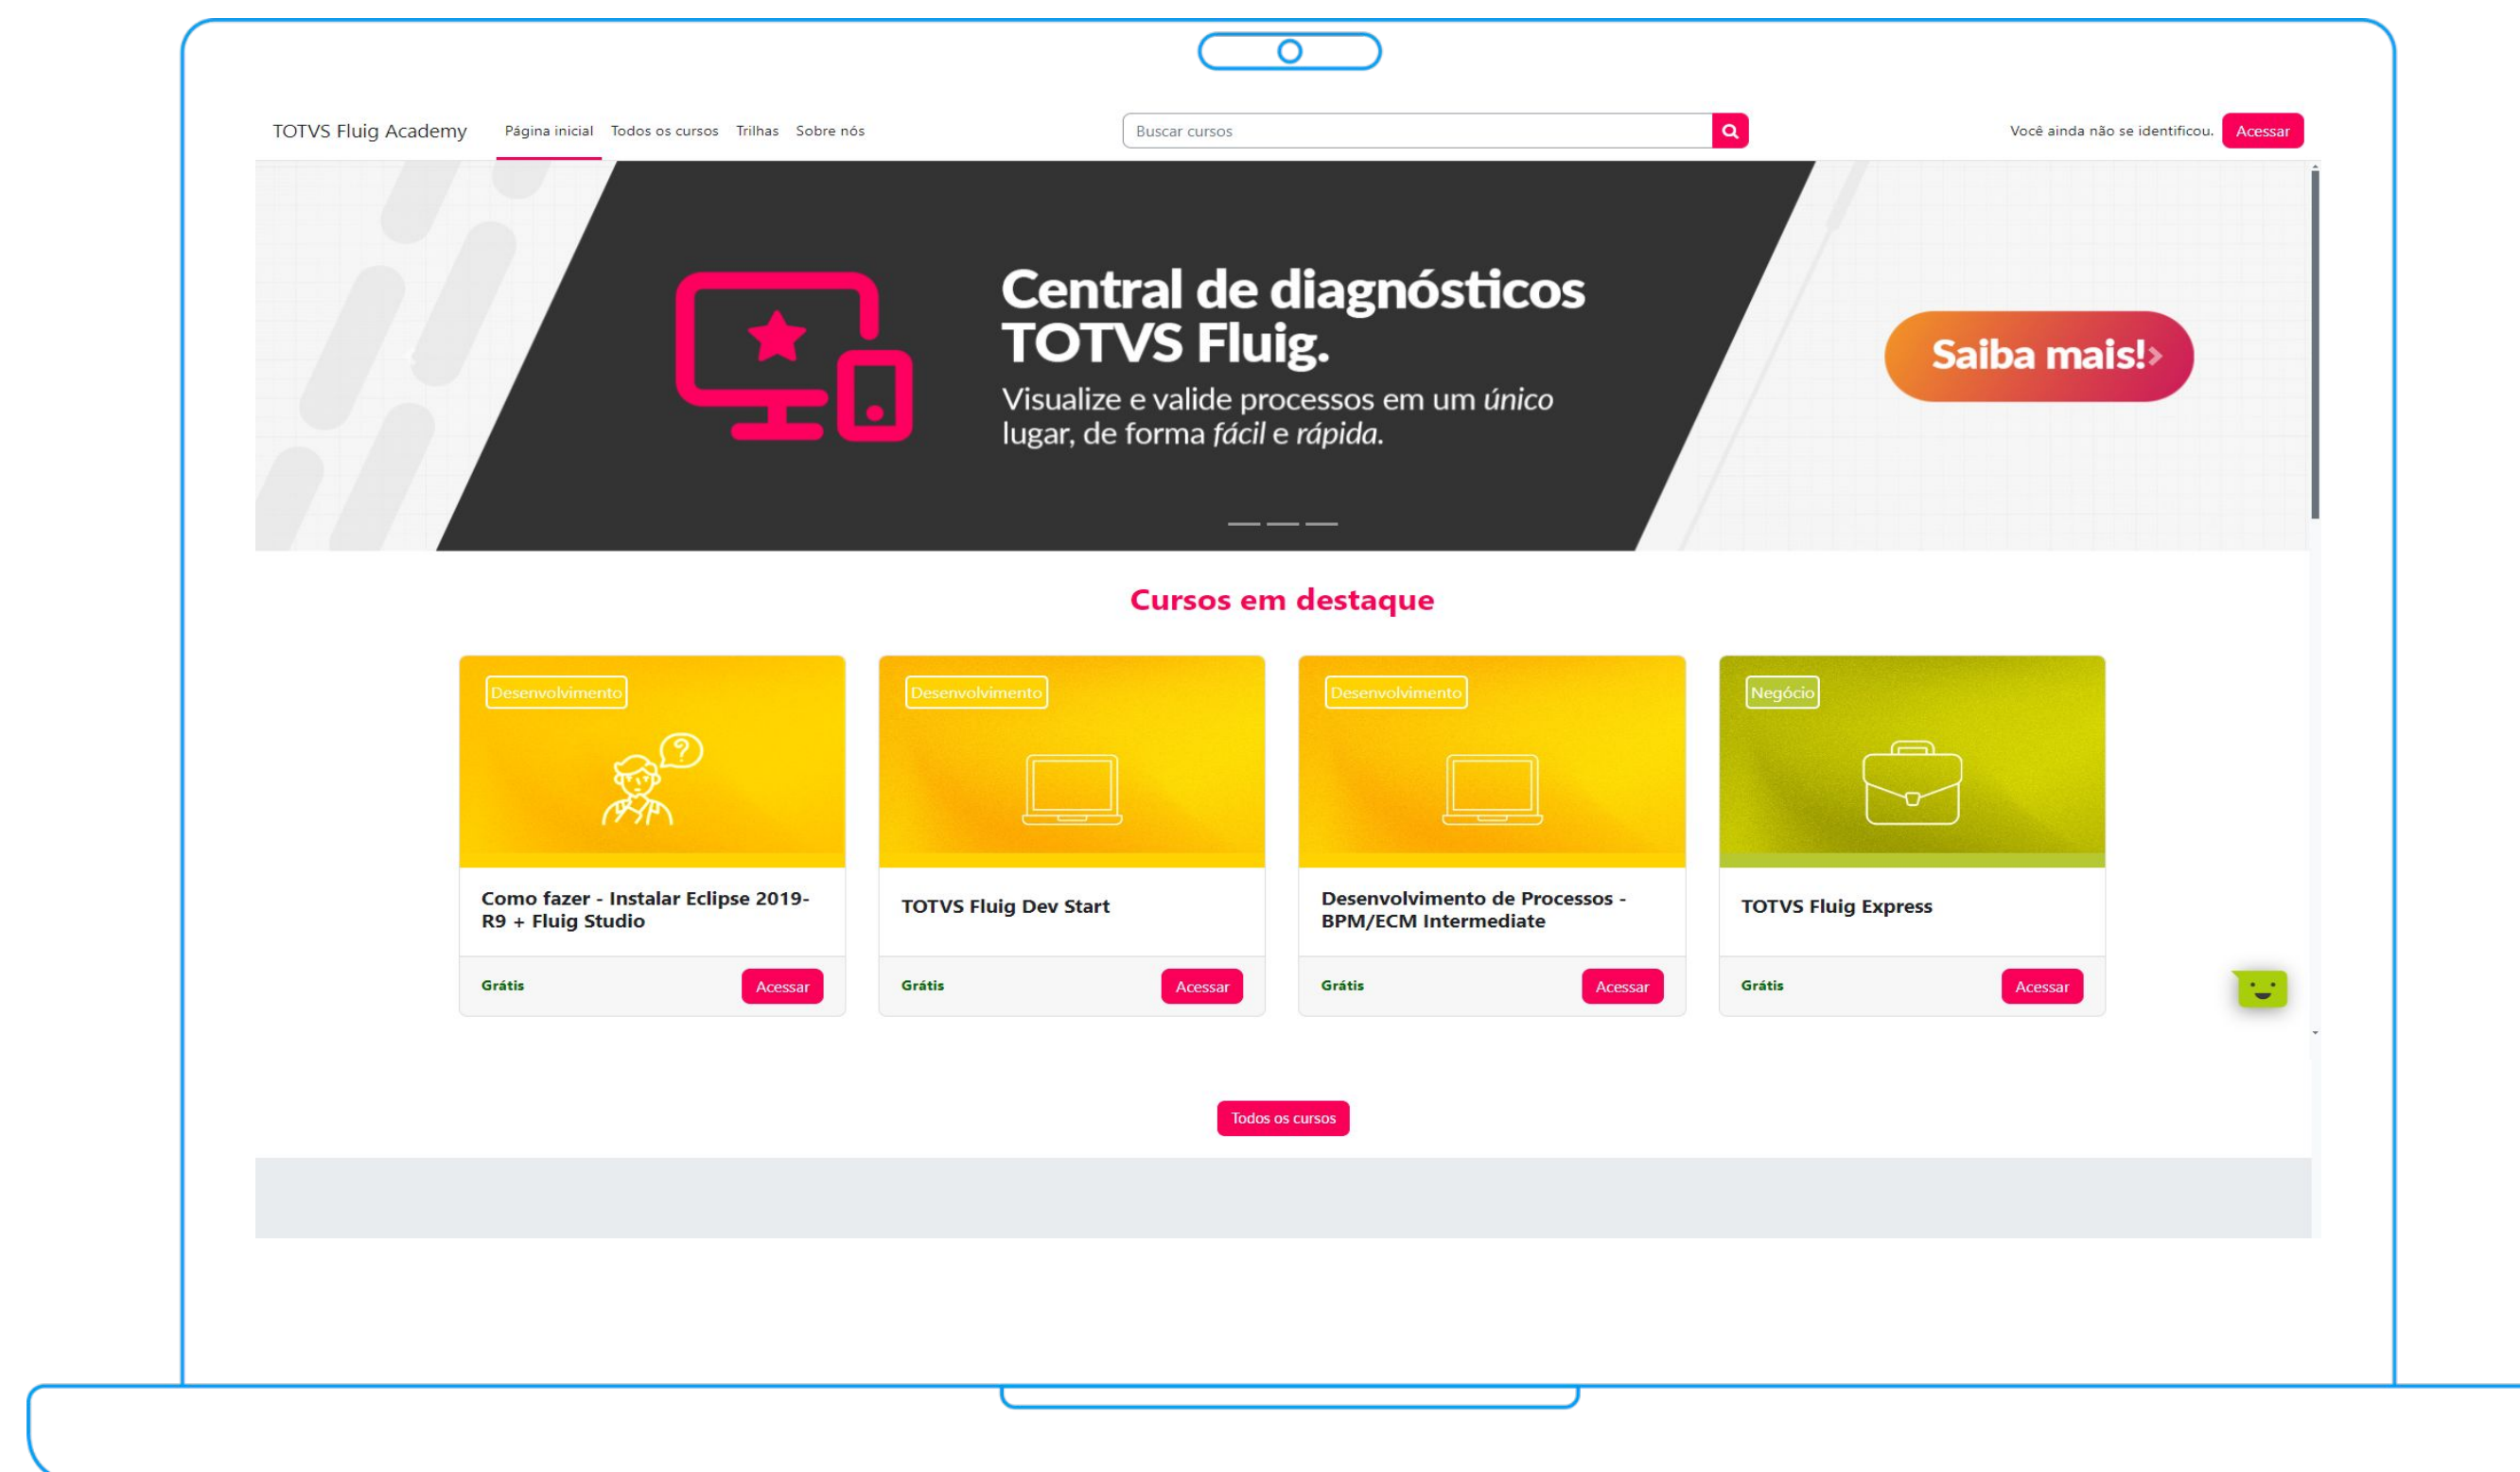 TOTVS Fluig Academy Página inicial Todos os cursos Trilhas Sobre nós Buscar cursos Você ainda não se identificou. Acessar
Central de diagnósticos
TOTVS Fluig.
Visualize e valide processos em um único
lugar, de forma fácil e rápida.
Saiba mais!
Cursos em destaque
Desenvolvimento
Como fazer - Instalar Eclipse 2019-
R9 + Fluig Studio
Grátis Acessar
Desenvolvimento
TOTVS Fluig Dev Start
Grátis Acessar
Desenvolvimento
Desenvolvimento de Processos -
BPM/ECM Intermediate
Grátis Acessar
Negócio
TOTVS Fluig Express
Grátis Acessar
Todos os cursos